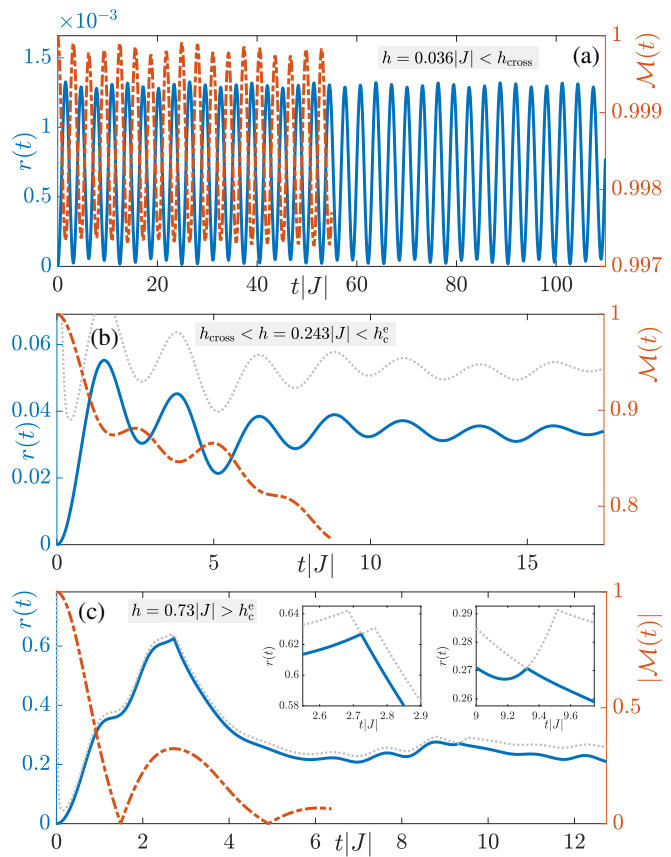 ×10⁻³
h = 0.036|J| < h_cross
(a)
1.5
1
0.5
0
r(t)
1
0.999
0.998
0.997
ℳ(t)
0
20
40
60
80
100
t|J|
(b)
h_cross < h = 0.243|J| < h_c^e
0.06
0.04
0.02
0
r(t)
1
0.9
0.8
ℳ(t)
0
5
10
15
t|J|
(c)
h = 0.73|J| > h_c^e
0.6
0.4
0.2
0
r(t)
1
0.5
0
|ℳ(t)|
0.64
0.62
0.6
0.58
r(t)
2.6
2.7
2.8
2.9
t|J|
0.29
0.28
0.27
0.26
r(t)
9
9.2
9.4
9.6
t|J|
0
2
4
6
8
10
12
t|J|